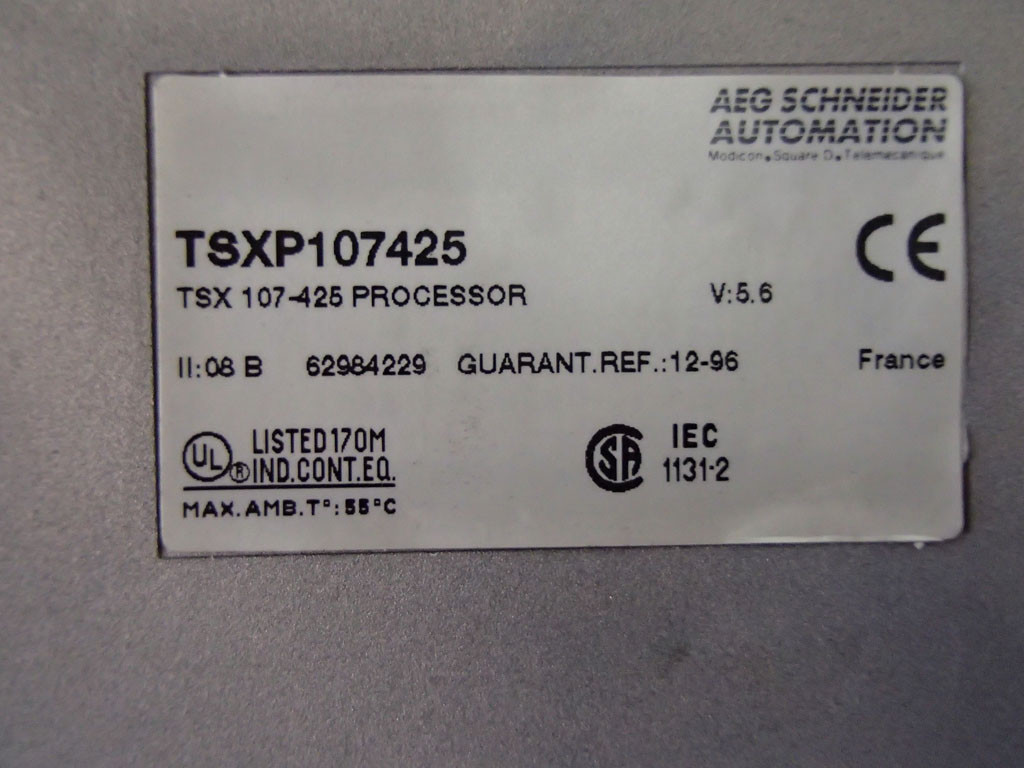 AEG SCHNEIDER
AUTOMATION
Modicon • Square D • Telemecanique
TSXP107425
CE
TSX 107-425 PROCESSOR V:5.6
II:08 B 62984229 GUARANT.REF.:12-96 France
UL ® LISTED 170M
IND.CONT.EQ.
MAX.AMB.T°:55°C
SA IEC
1131-2